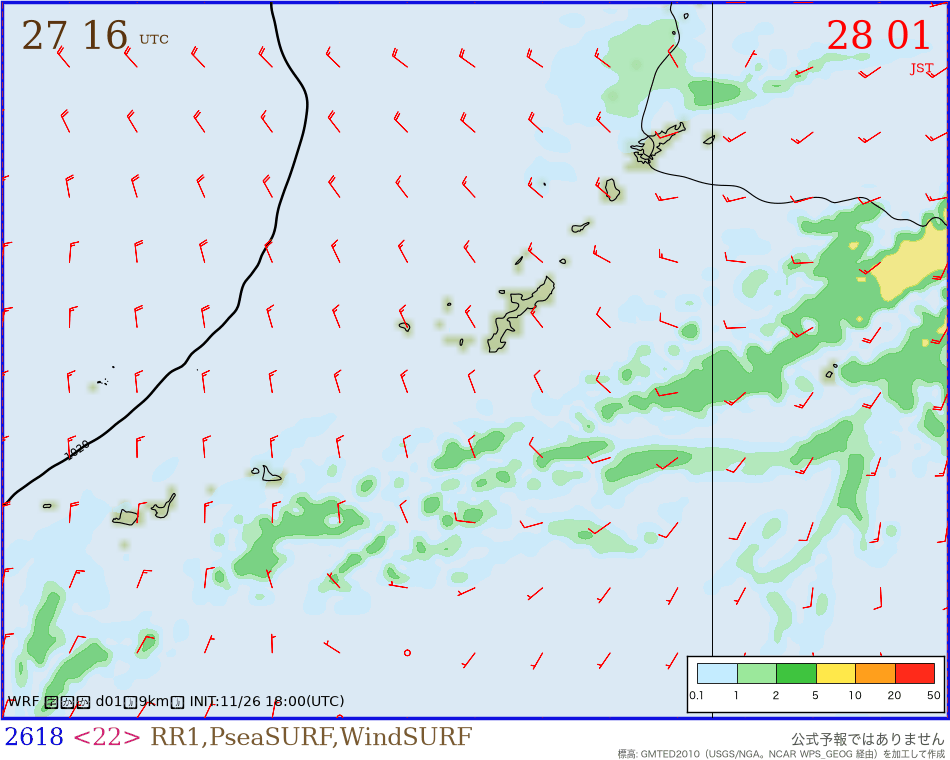 27 16 UTC
28 01
JST
1020
WRF d01 9km INIT:11/26 18:00(UTC)
0.1 1 2 5 10 20 50
2618 <22> RR1,PseaSURF,WindSURF
公式予報ではありません
標高: GMTED2010（USGS/NGA。NCAR WPS_GEOG 経由）を加工して作成